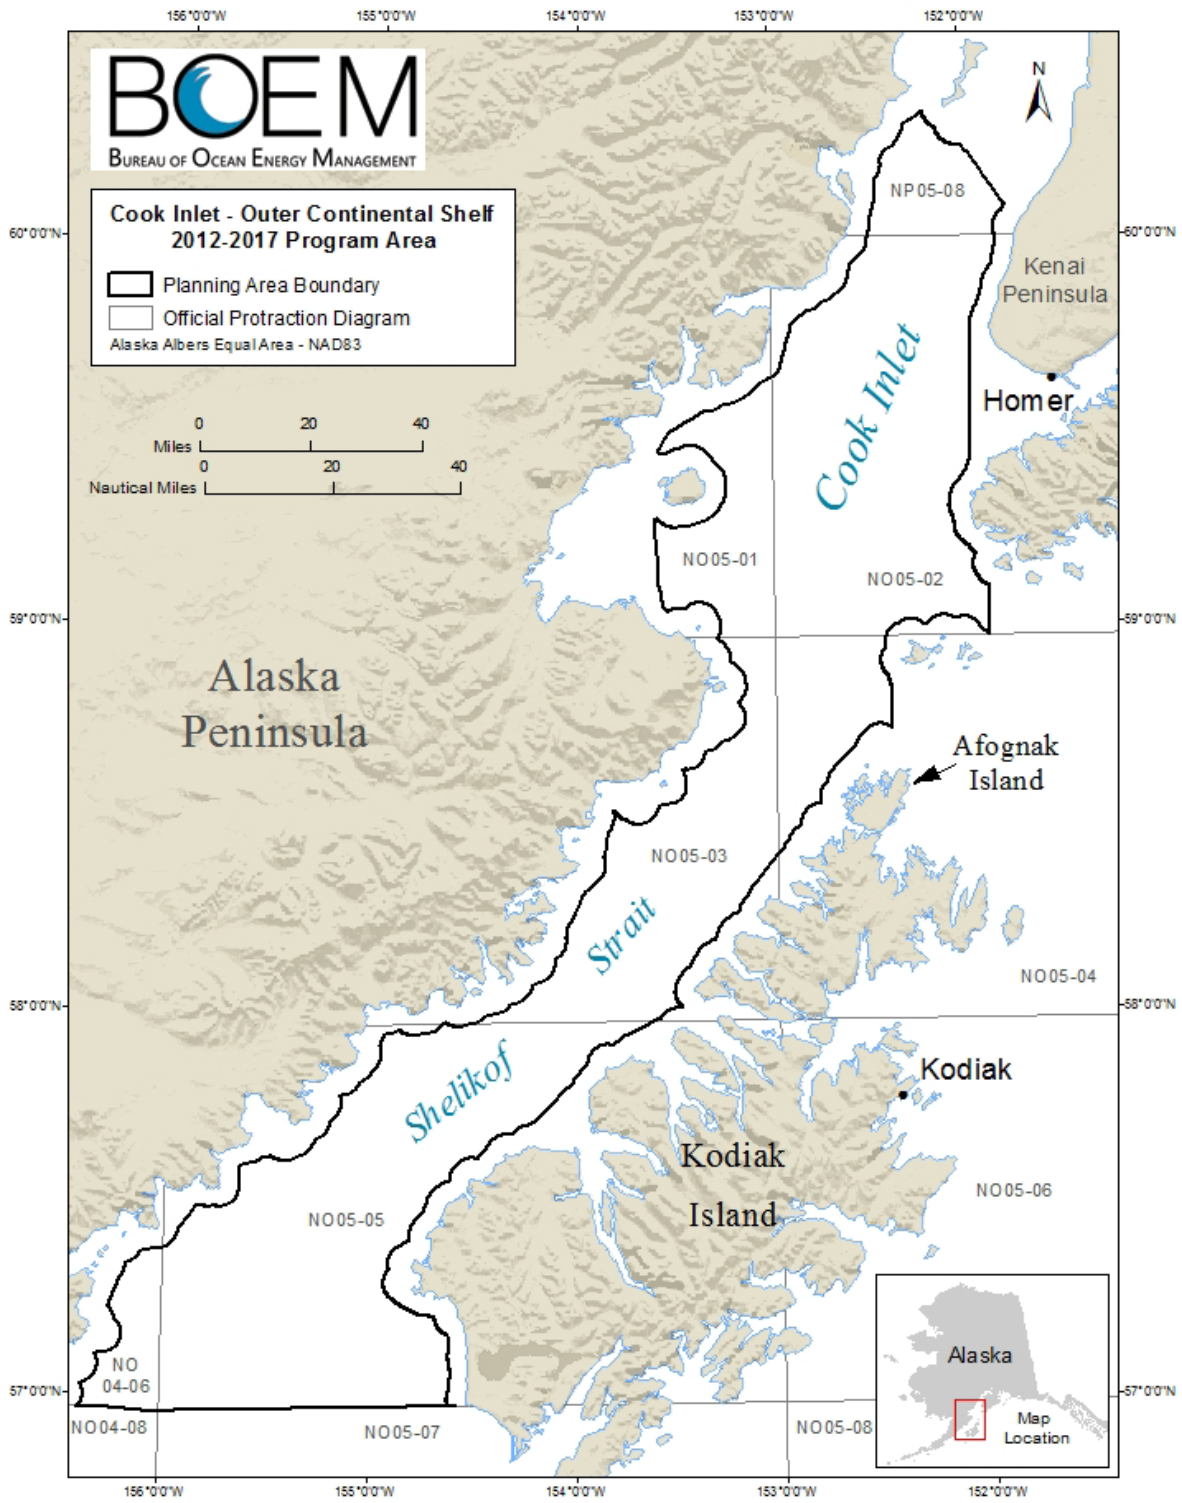 156°0'0"W 155°0'0"W 154°0'0"W 153°0'0"W 152°0'0"W
BOEM
BUREAU OF OCEAN ENERGY MANAGEMENT
N
NP05-08
Cook Inlet - Outer Continental Shelf
2012-2017 Program Area
Planning Area Boundary
Official Protraction Diagram
Alaska Albers Equal Area - NAD83
60°0'0"N 60°0'0"N
Kenai
Peninsula
Cook Inlet
Homer
0 20 40
Miles
0 20 40
Nautical Miles
NO05-01
NO05-02
59°0'0"N 59°0'0"N
Alaska
Peninsula
Afognak
Island
NO05-03
Strait
NO05-04
58°0'0"N 58°0'0"N
Shelikof
Kodiak
Kodiak
Island
NO05-06
NO05-05
NO
04-06
57°0'0"N 57°0'0"N
NO04-08
NO05-07
NO05-08
Alaska
Map
Location
156°0'0"W 155°0'0"W 154°0'0"W 153°0'0"W 152°0'0"W